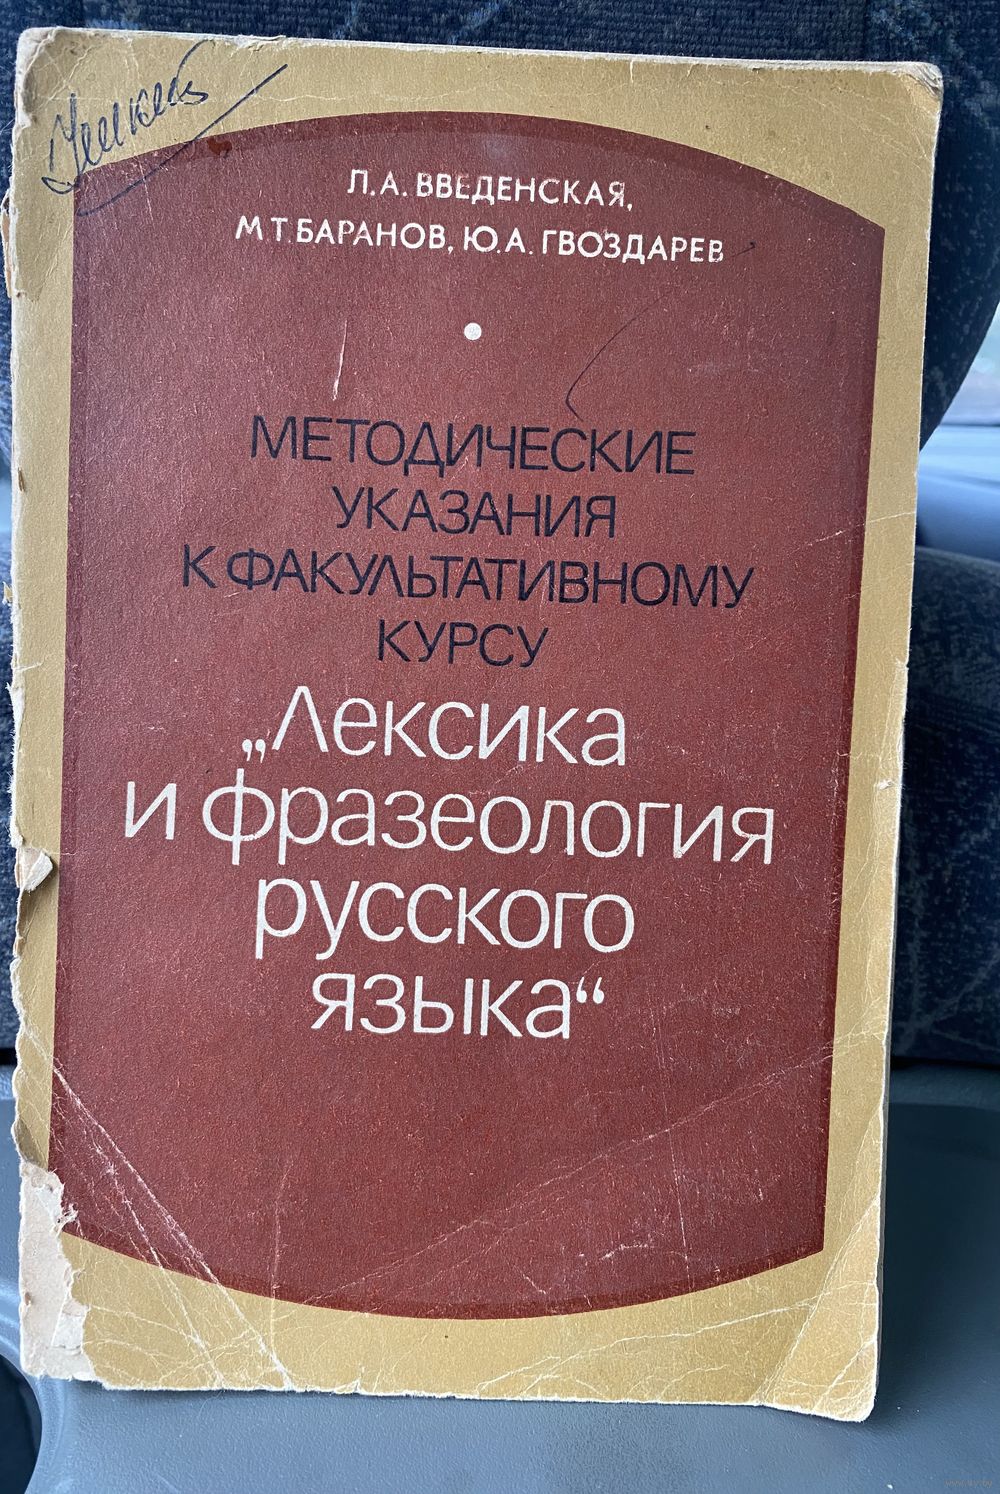 Л.А. ВВЕДЕНСКАЯ,
М.Т. БАРАНОВ, Ю.А. ГВОЗДАРЕВ
МЕТОДИЧЕСКИЕ
УКАЗАНИЯ
К ФАКУЛЬТАТИВНОМУ
КУРСУ
„Лексика
и фразеология
русского
языка“